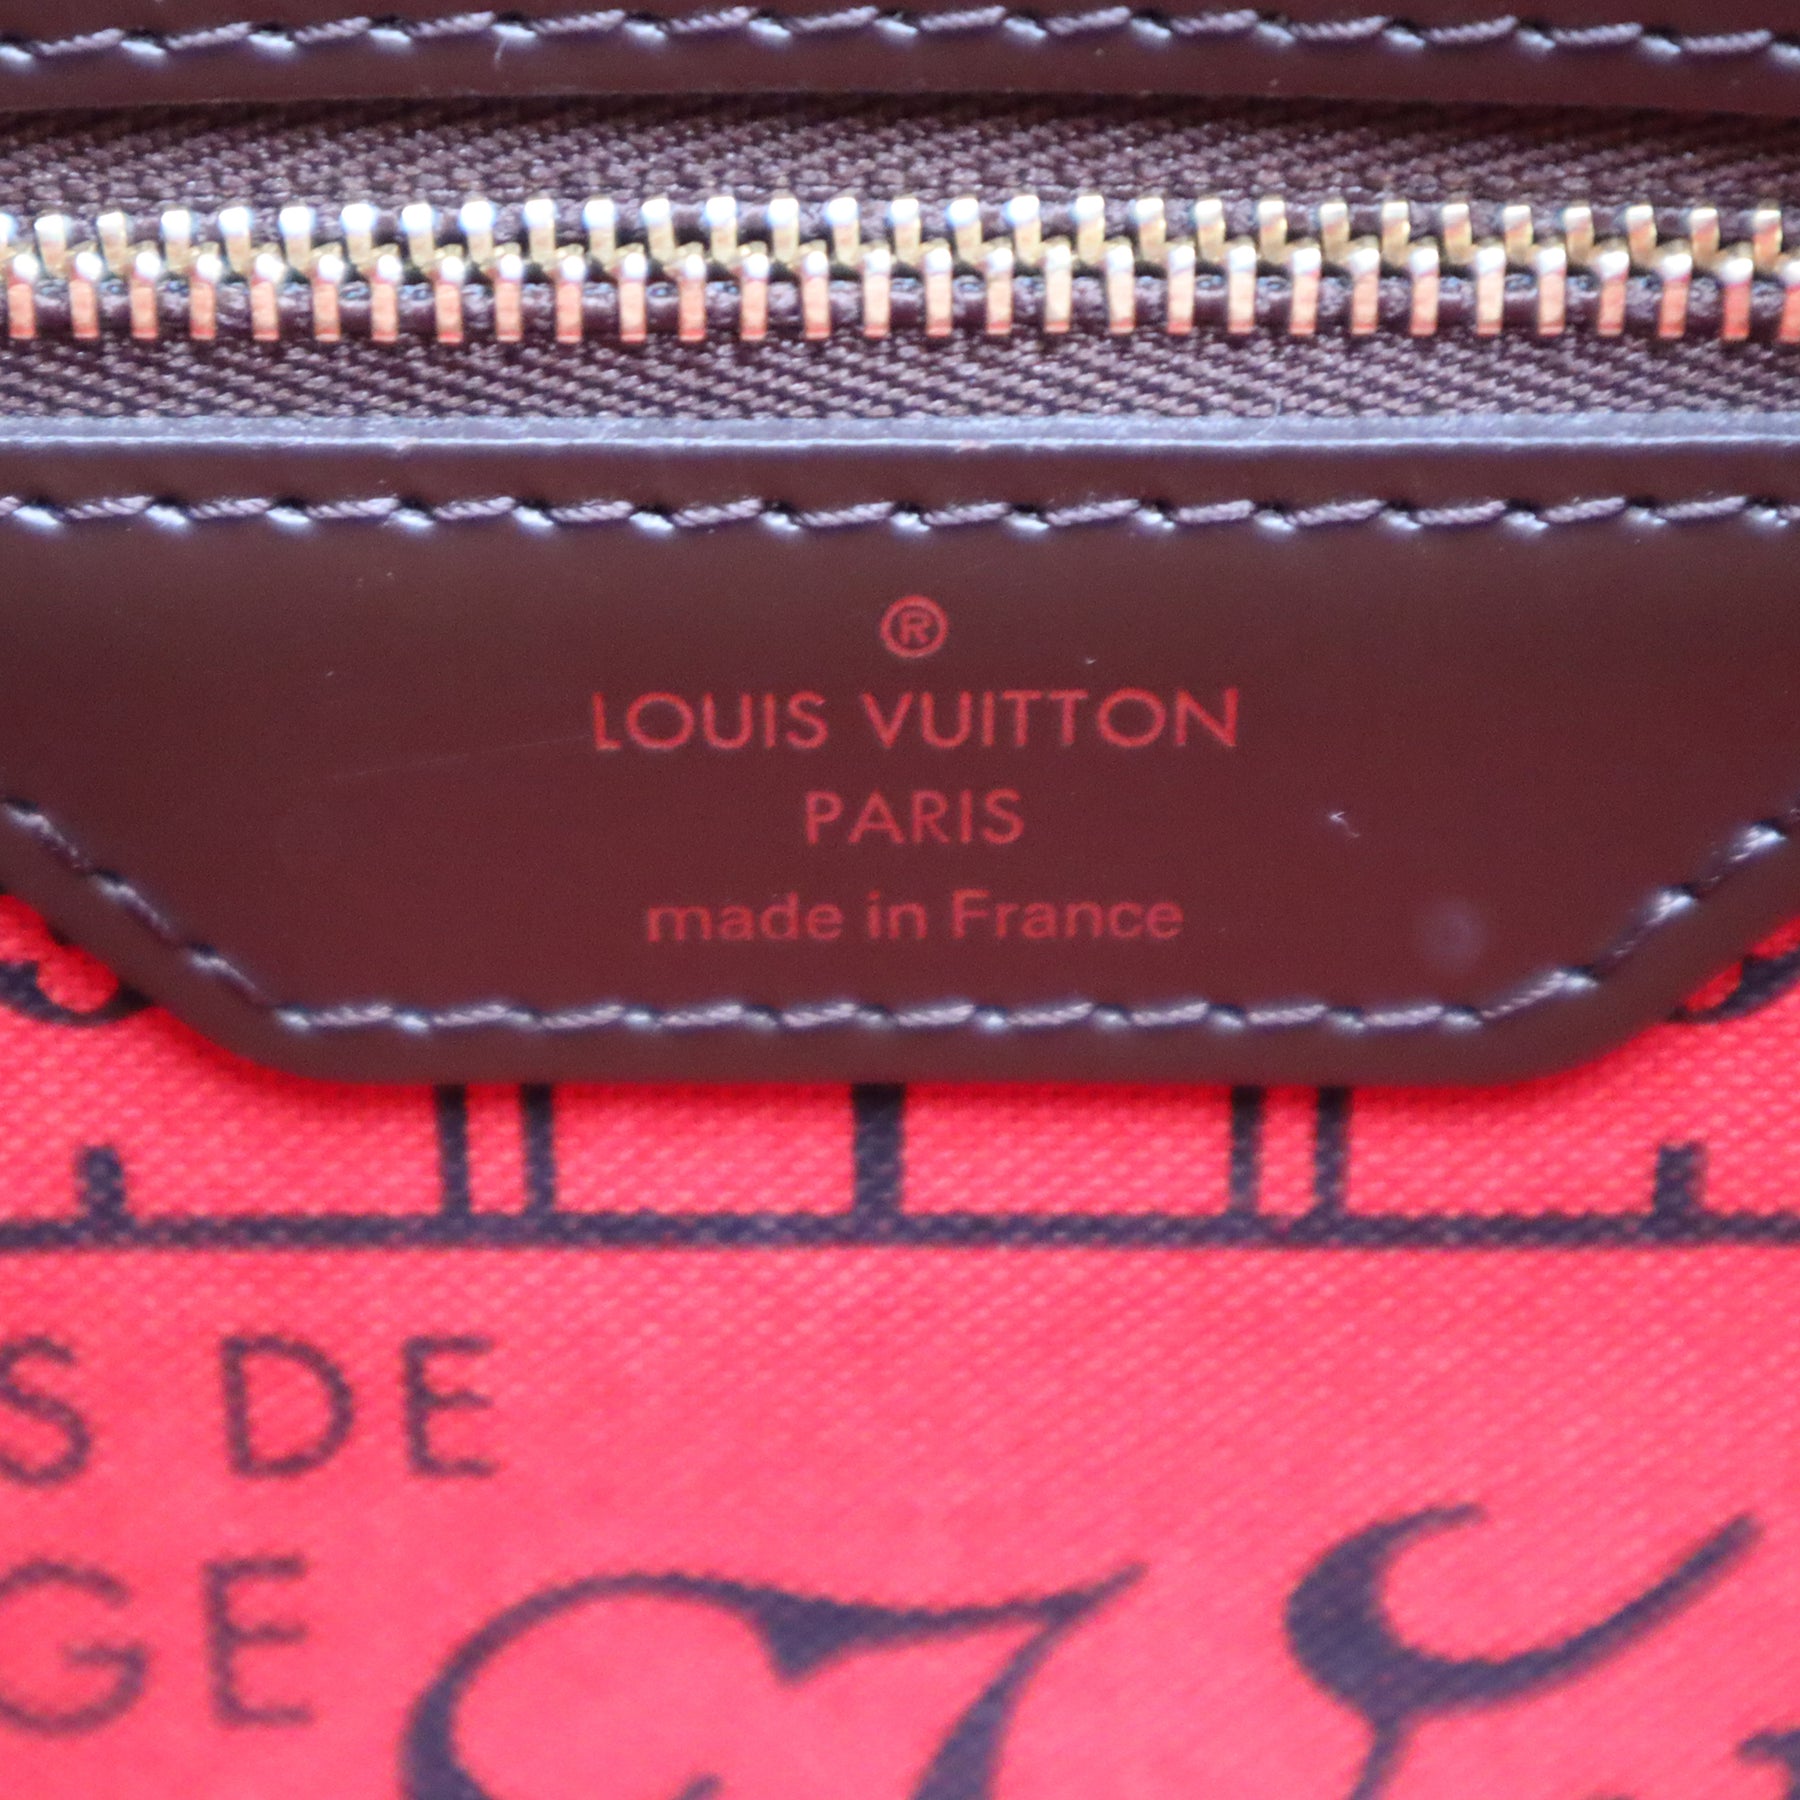 ®
LOUIS VUITTON
PARIS
made in France
S DE
GE